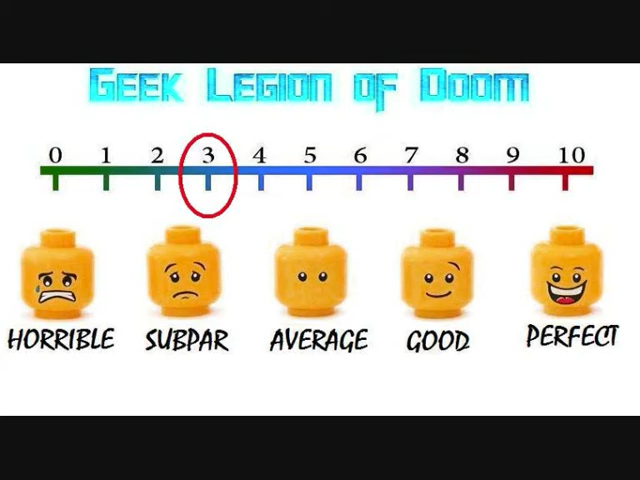 Geek Legion of Doom
0 1 2 3 4 5 6 7 8 9 10
HORRIBLE SUBPAR AVERAGE GOOD PERFECT